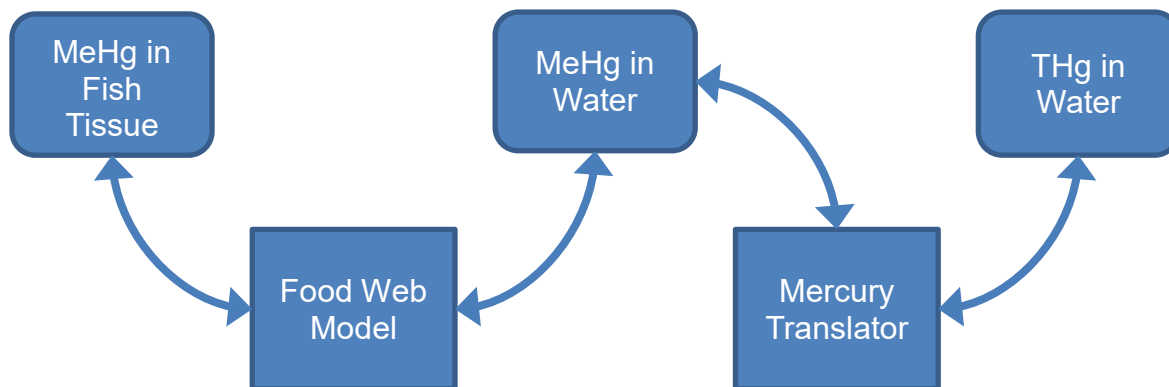 MeHg in
Fish
Tissue
MeHg in
Water
THg in
Water
Food Web
Model
Mercury
Translator